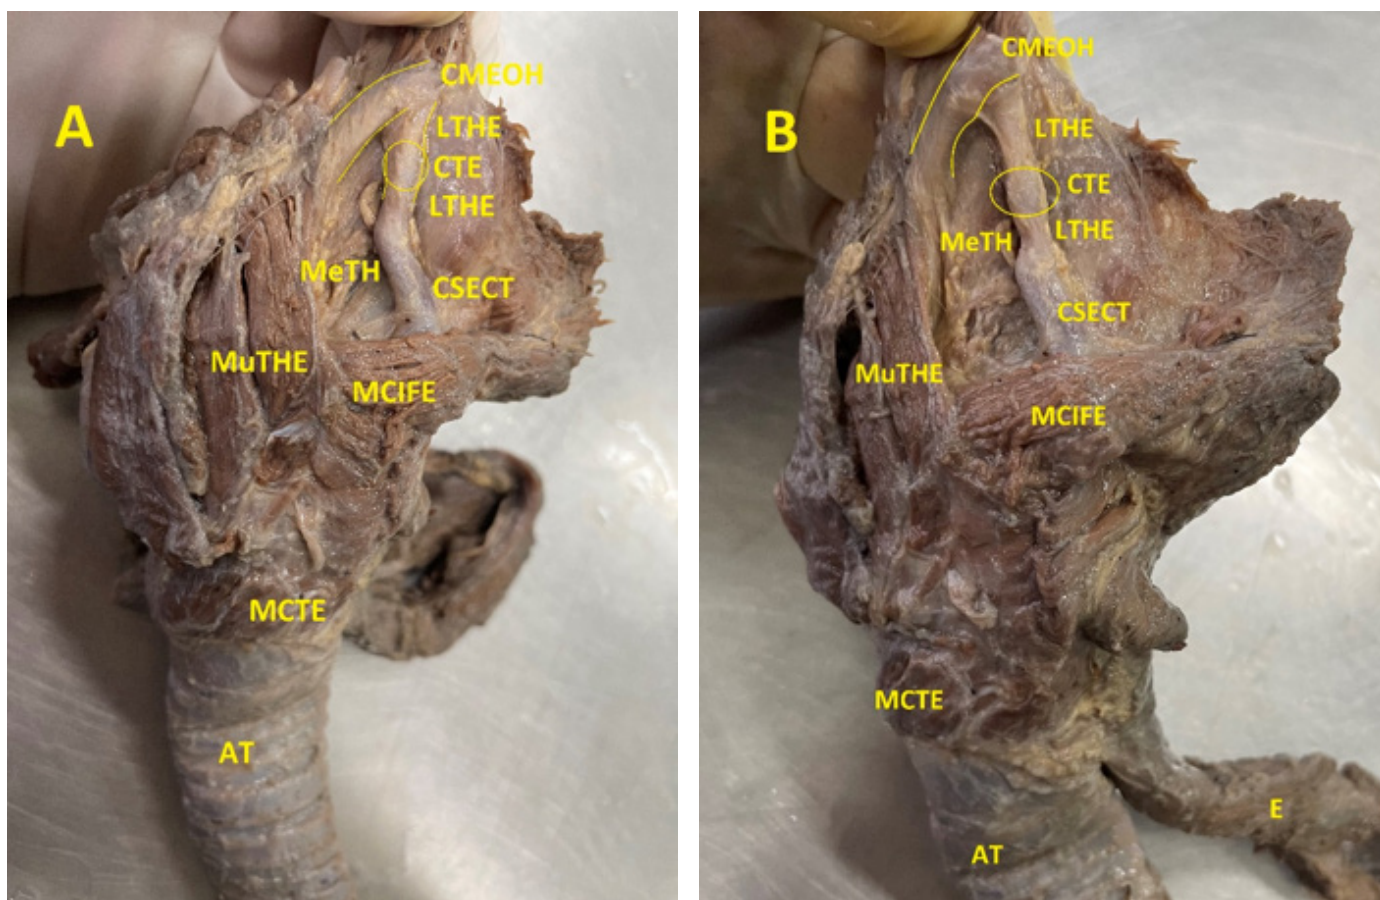 A
CMEOH
LTHE
CTE
LTHE
MeTH
CSECT
MuTHE
MCIFE
MCTE
AT
B
CMEOH
LTHE
CTE
LTHE
MeTH
CSECT
MuTHE
MCIFE
MCTE
E
AT